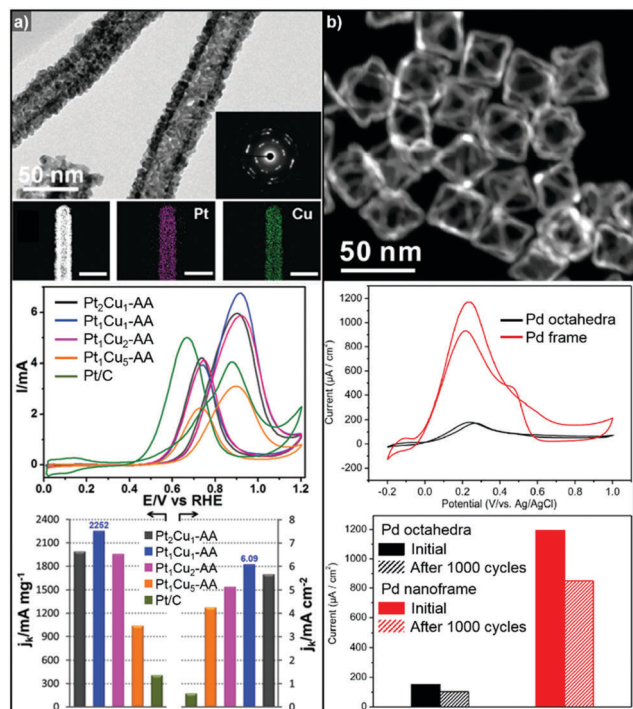 a)
50 nm
Pt
Cu
Pt₂Cu₁-AA
Pt₁Cu₁-AA
Pt₁Cu₂-AA
Pt₁Cu₅-AA
Pt/C
I/mA
6
4
2
0
0.0 0.2 0.4 0.6 0.8 1.0 1.2
E/V vs RHE
2400
2100
1800
1500
1200
900
600
300
0
jₖ/mA mg⁻¹
2252
Pt₂Cu₁-AA
Pt₁Cu₁-AA
Pt₁Cu₂-AA
Pt₁Cu₅-AA
Pt/C
6.09
8
7
6
5
4
3
2
1
0
jₖ/mA cm⁻²
b)
50 nm
Pd octahedra
Pd frame
Current (µA / cm²)
1200
1000
800
600
400
200
0
-200
-0.2 0.0 0.2 0.4 0.6 0.8 1.0
Potential (V/vs. Ag/AgCl)
Pd octahedra
Initial
After 1000 cycles
Pd nanoframe
Initial
After 1000 cycles
Current (µA / cm²)
1200
1000
800
600
400
200
0